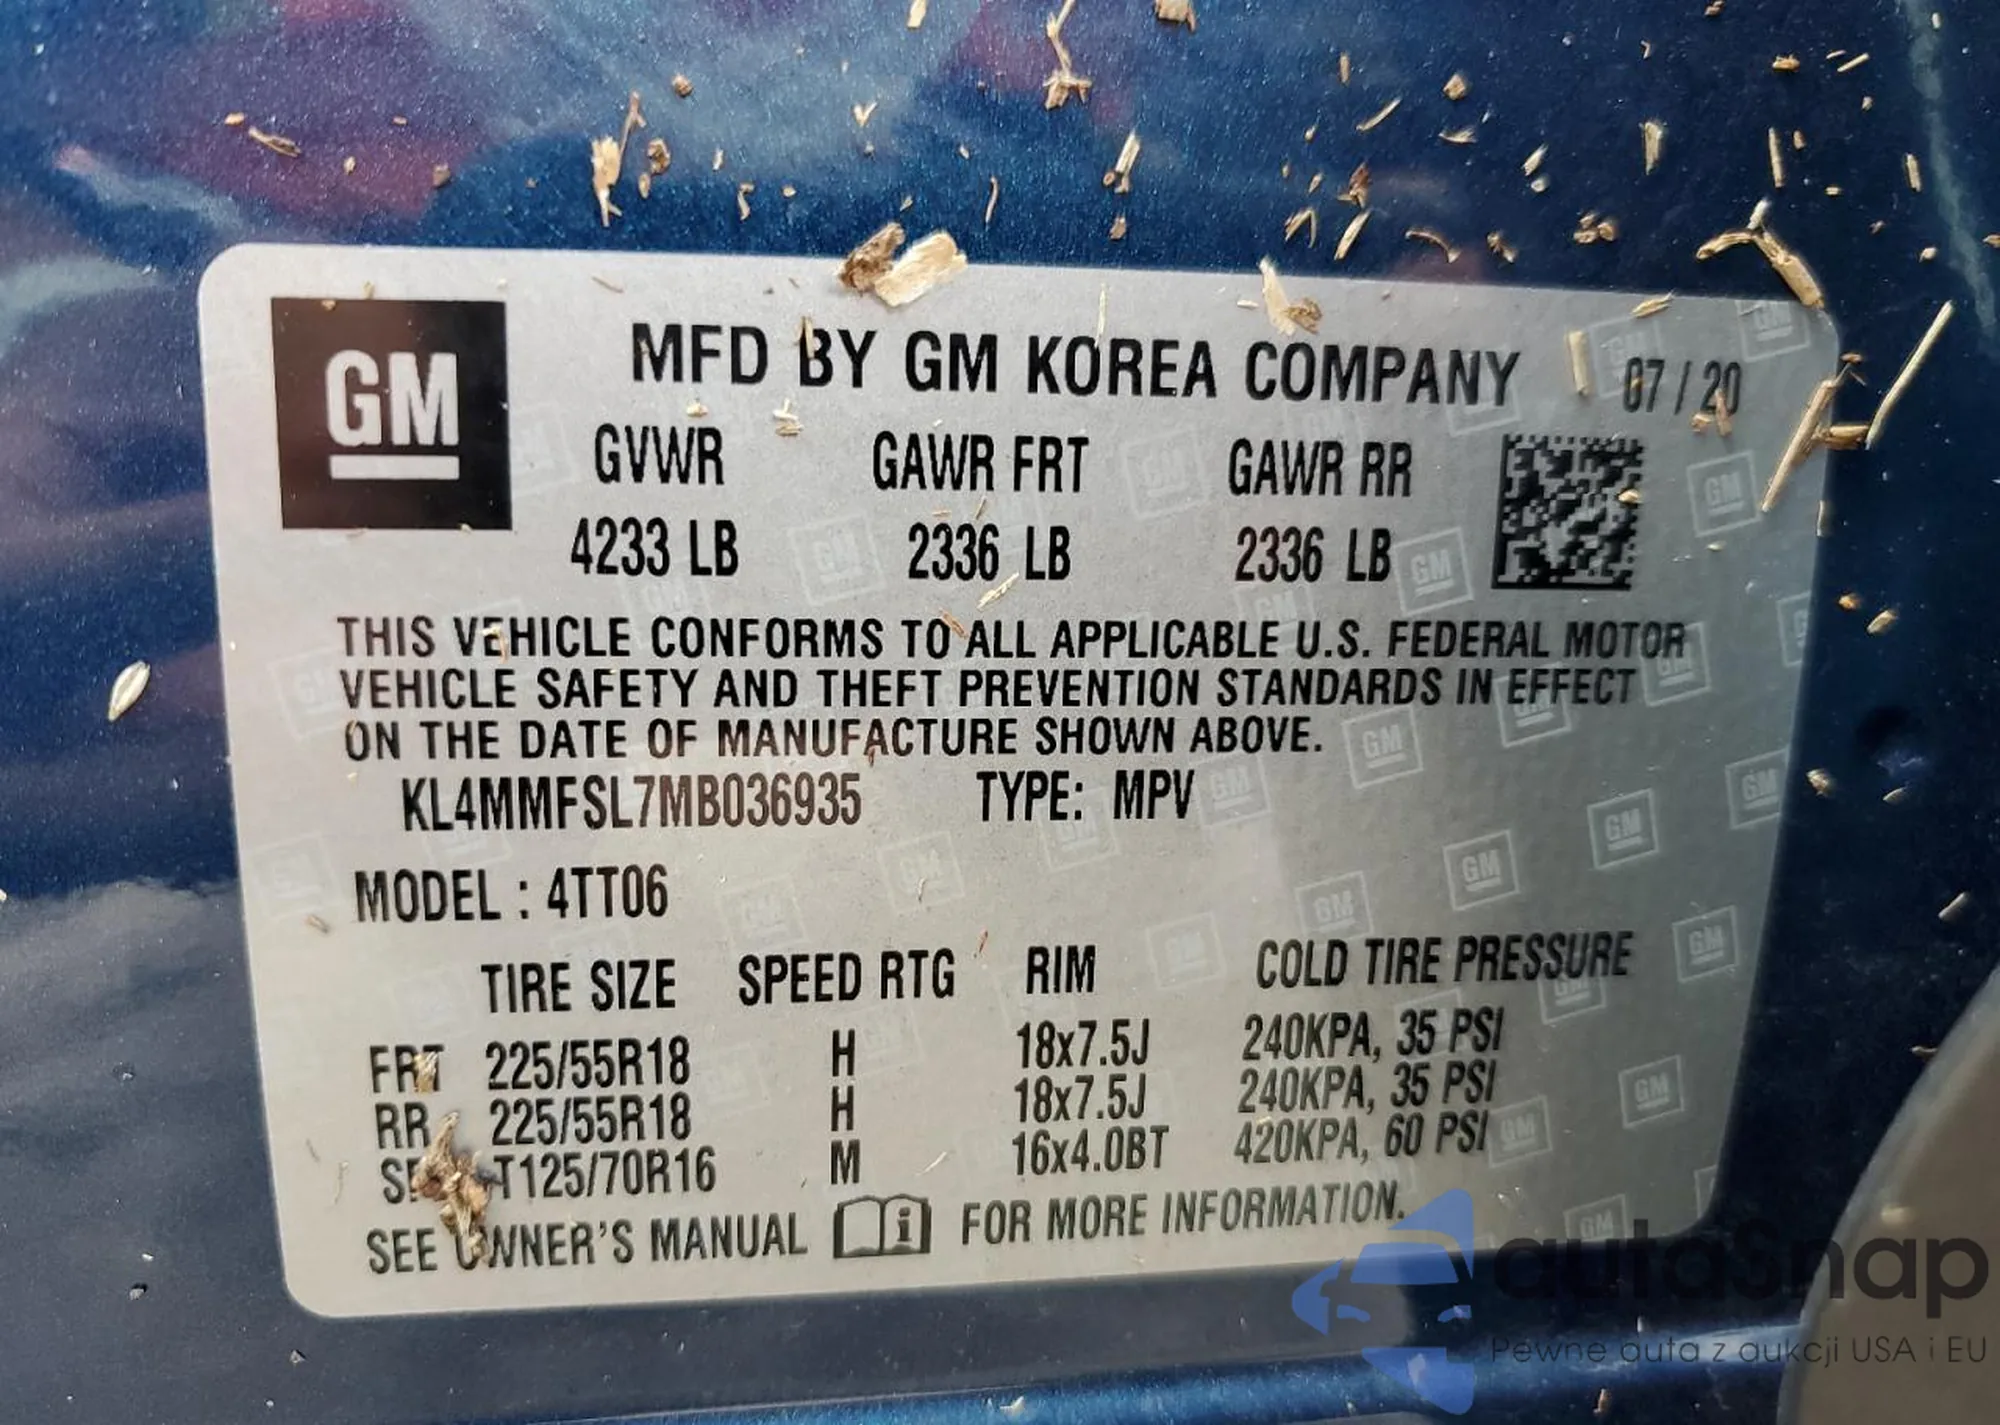 GM
MFD BY GM KOREA COMPANY 07/20
GVWR GAWR FRT GAWR RR
4233 LB 2336 LB 2336 LB
THIS VEHICLE CONFORMS TO ALL APPLICABLE U.S. FEDERAL MOTOR
VEHICLE SAFETY AND THEFT PREVENTION STANDARDS IN EFFECT
ON THE DATE OF MANUFACTURE SHOWN ABOVE.
KL4MMFSL7MB036935 TYPE: MPV
MODEL : 4TT06
TIRE SIZE SPEED RTG RIM COLD TIRE PRESSURE
FRT 225/55R18 H 18x7.5J 240KPA, 35 PSI
RR 225/55R18 H 18x7.5J 240KPA, 35 PSI
T125/70R16 M 16x4.0BT 420KPA, 60 PSI
SEE OWNER'S MANUAL i FOR MORE INFORMATION.
autoSnap
Pewne auta z aukcji USA i EU